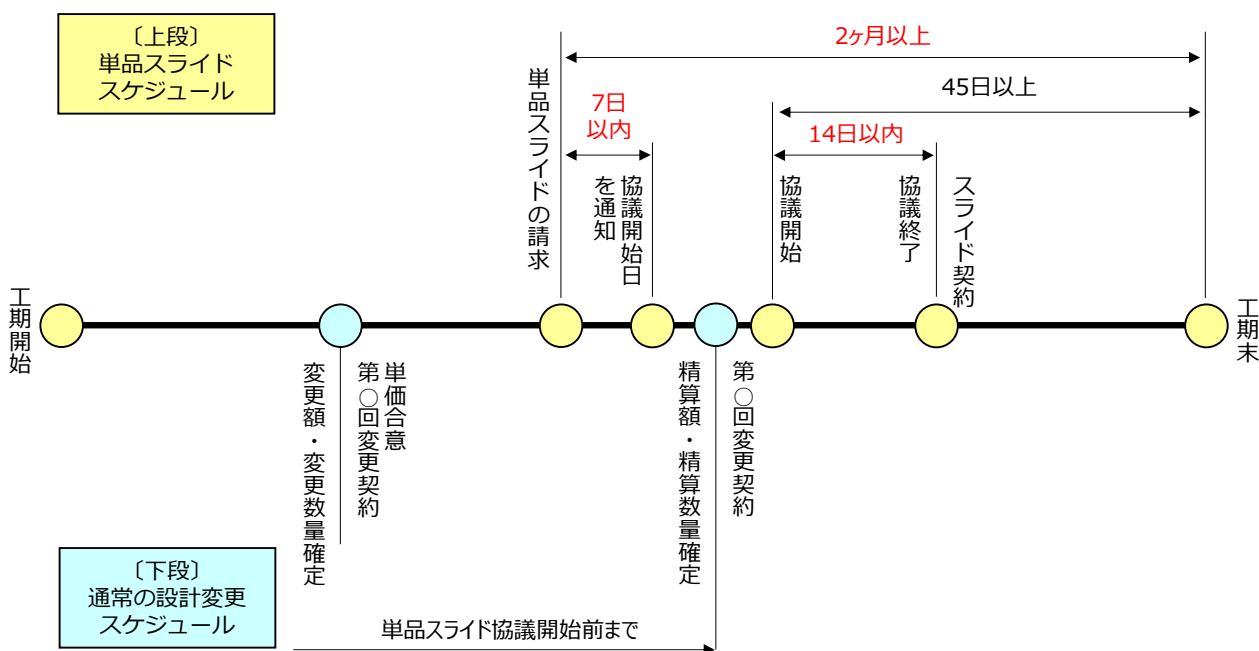 〔上段〕
単品スライド
スケジュール
2ヶ月以上
45日以上
7日
以内
14日以内
単品スライドの請求
協議開始日
を通知
協議開始
協議終了
スライド契約
工期開始
工期末
単価合意
第〇回変更契約
変更額・変更数量確定
第〇回変更契約
精算額・精算数量確定
〔下段〕
通常の設計変更
スケジュール
単品スライド協議開始前まで